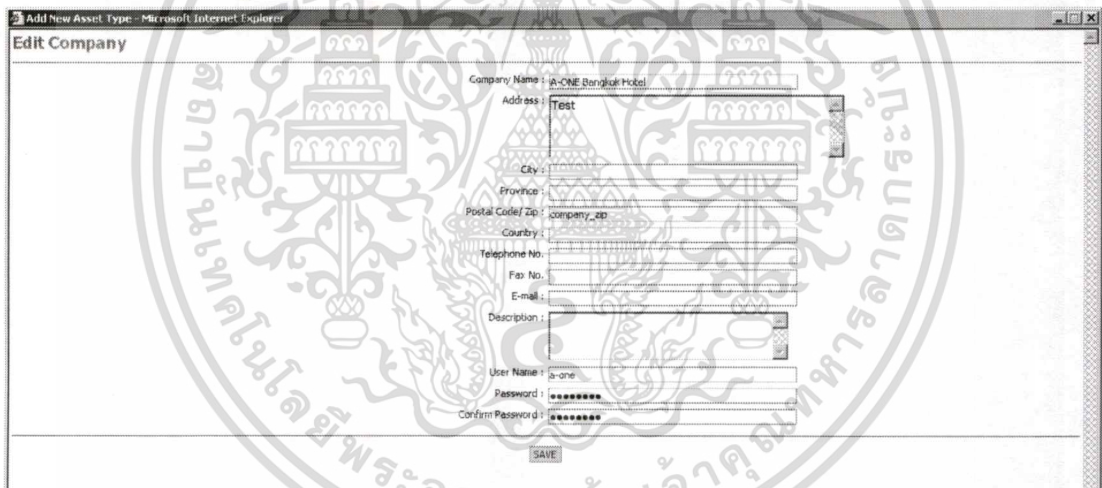 Add New Asset Type - Microsoft Internet Explorer
Edit Company
Company Name : A-ONE Bangkok Hotel
Address : Test
City :
Province :
Postal Code/ Zip : company_zip
Country :
Telephone No.
Fax No.
E-mail :
Description :
User Name : a-one
Password : ••••••••
Confirm Password : ••••••••
SAVE